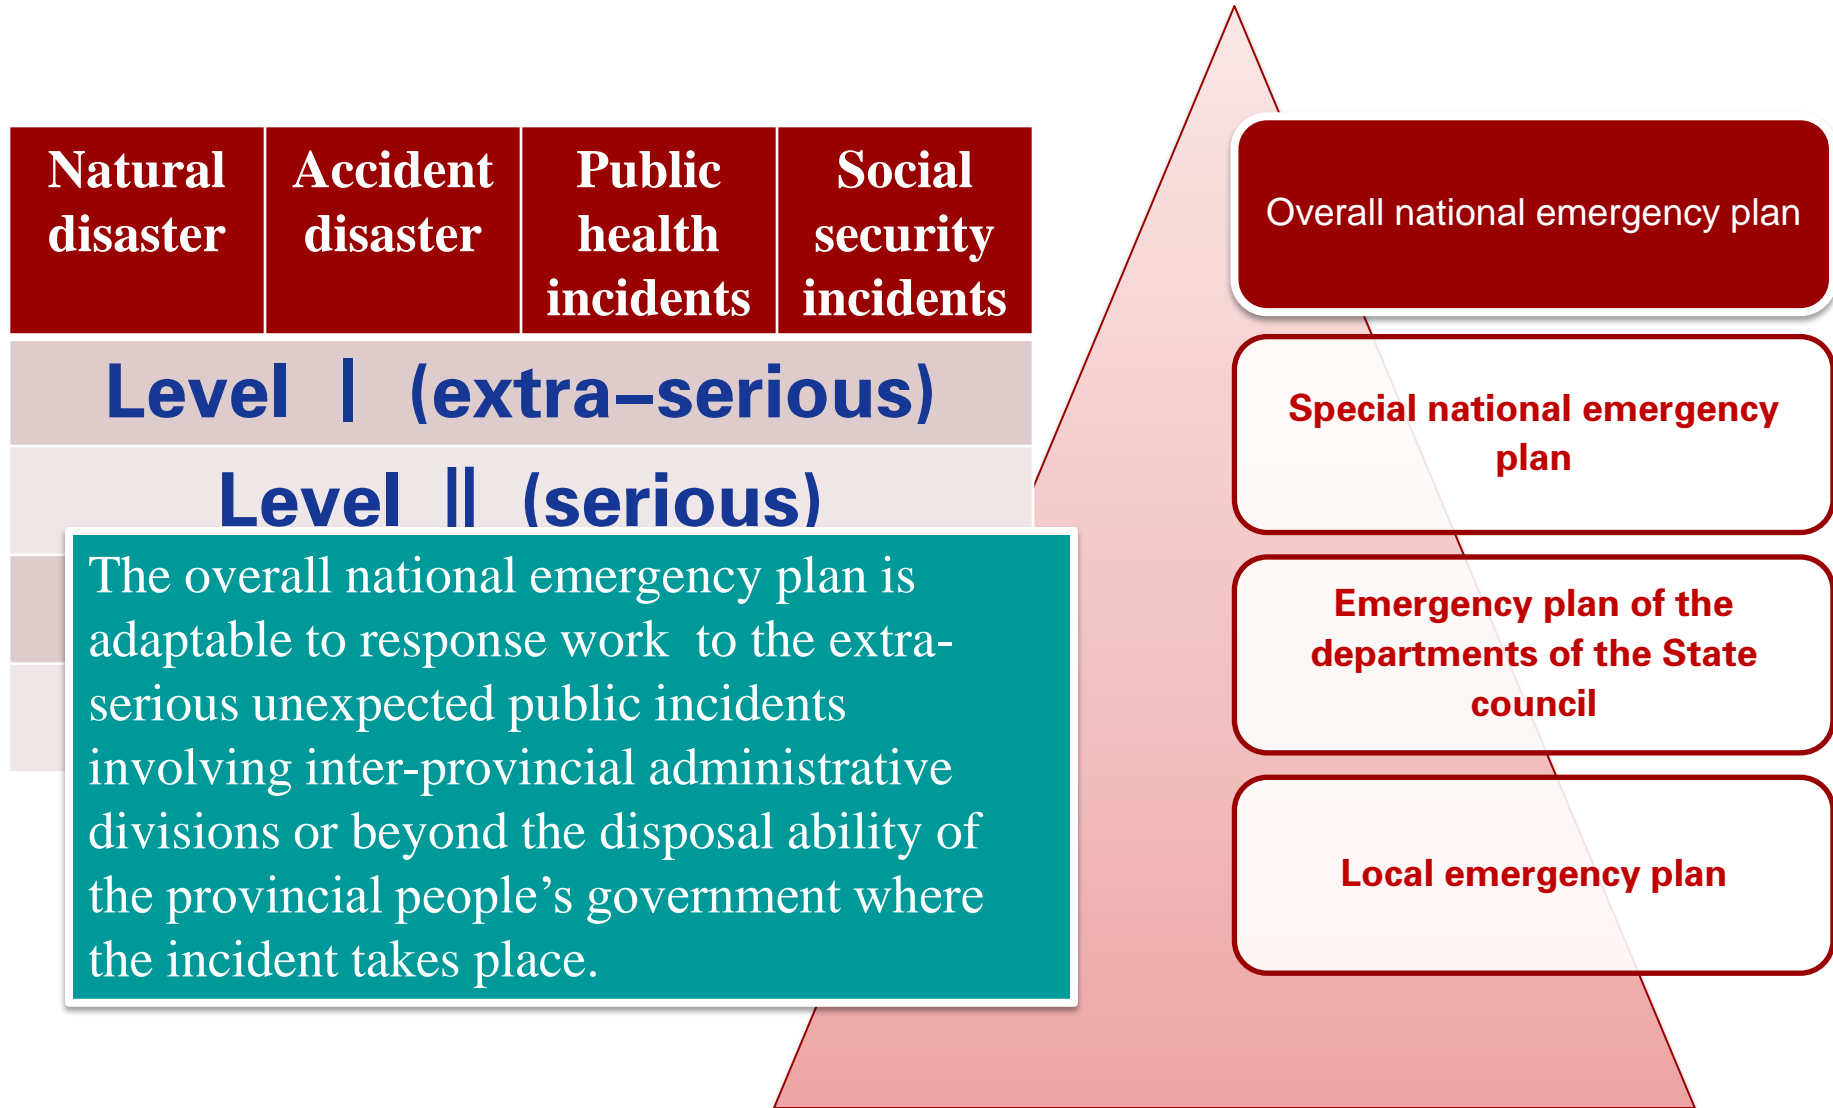 Natural
disaster
Accident
disaster
Public
health
incidents
Social
security
incidents
Level Ⅰ (extra–serious)
Level Ⅱ (serious)
The overall national emergency plan is
adaptable to response work  to the extra-
serious unexpected public incidents
involving inter-provincial administrative
divisions or beyond the disposal ability of
the provincial people’s government where
the incident takes place.
Overall national emergency plan
Special national emergency
plan
Emergency plan of the
departments of the State
council
Local emergency plan